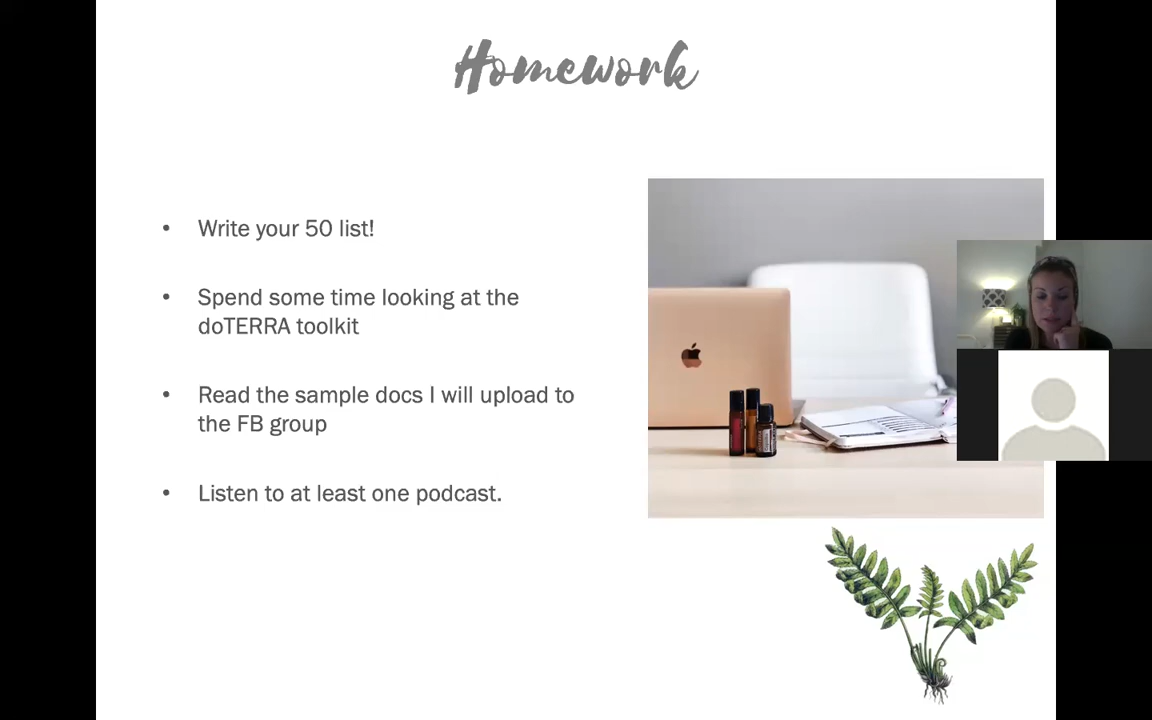 Homework
• Write your 50 list!
• Spend some time looking at the
doTERRA toolkit
• Read the sample docs I will upload to
the FB group
• Listen to at least one podcast.